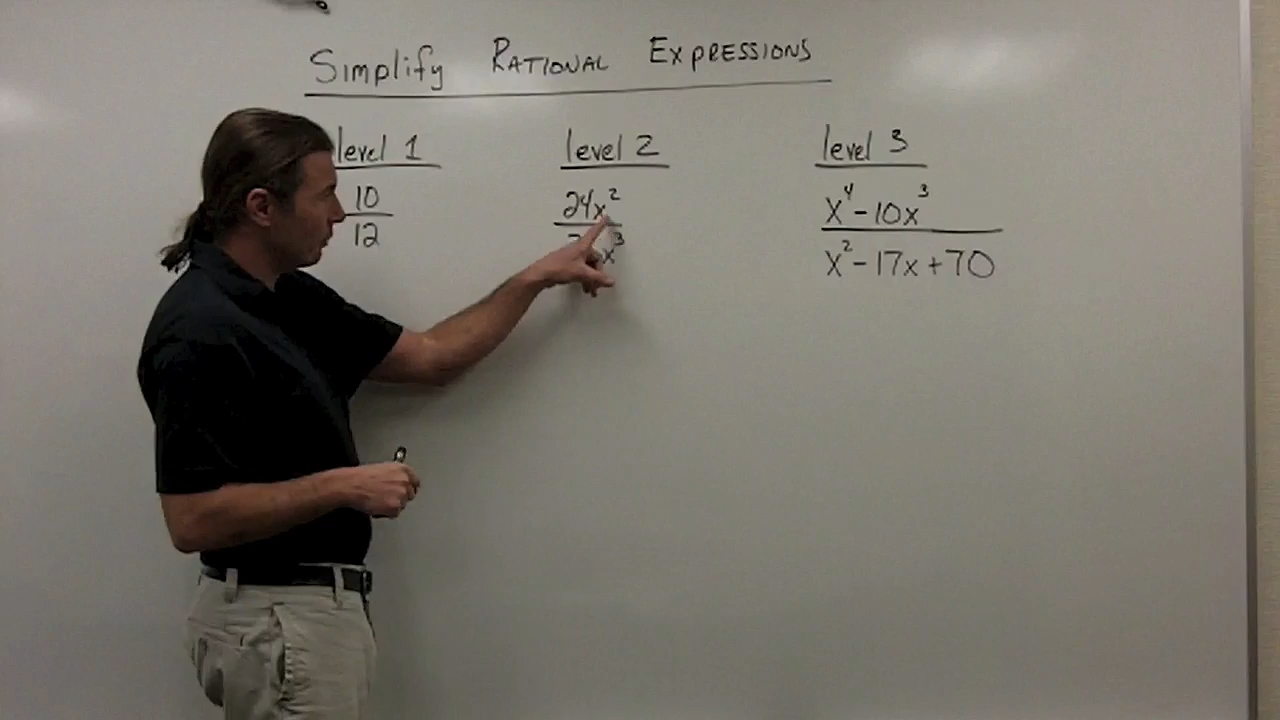 Simplify RATIONAL EXPRESSIONS
level 1
10
12
level 2
24x²
x³
level 3
x⁴-10x³
x²-17x+70